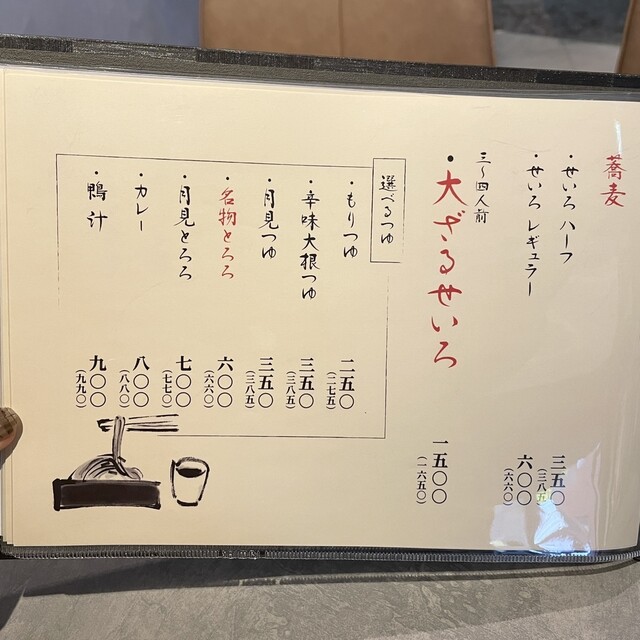 蕎麦
・せいろ ハーフ 三五〇
（三八五）
・せいろ レギュラー 六〇〇
（六六〇）
三～四人前
・大ざるせいろ 一五〇〇
（一六五〇）
選べるつゆ
・もりつゆ 二五〇
（二七五）
・辛味大根つゆ 三五〇
（三八五）
・月見つゆ 三五〇
（三八五）
・名物とろろ 六〇〇
（六六〇）
・月見とろろ 七〇〇
（七七〇）
・カレー 八〇〇
（八八〇）
・鴨汁 九〇〇
（九九〇）